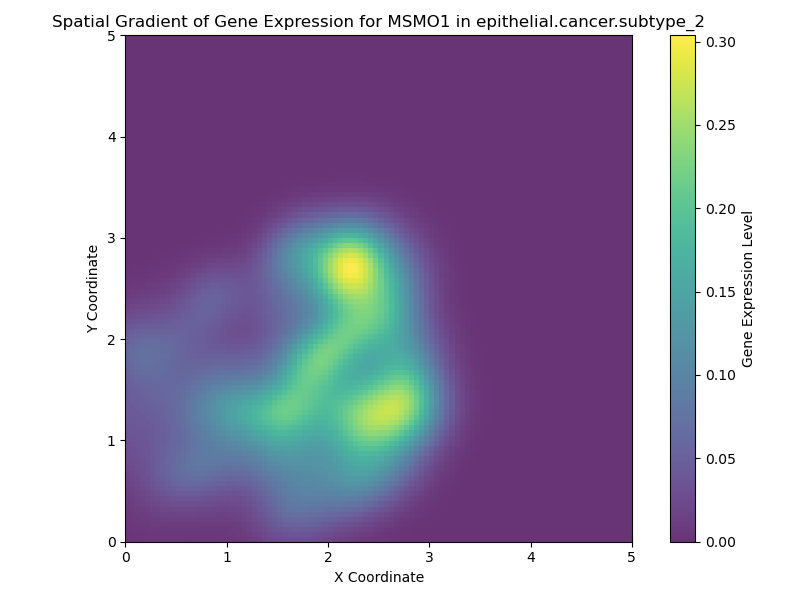 Spatial Gradient of Gene Expression for MSMO1 in epithelial.cancer.subtype_2
5
4
3
2
1
0
Y Coordinate
0 1 2 3 4 5
X Coordinate
0.30
0.25
0.20
0.15
0.10
0.05
0.00
Gene Expression Level